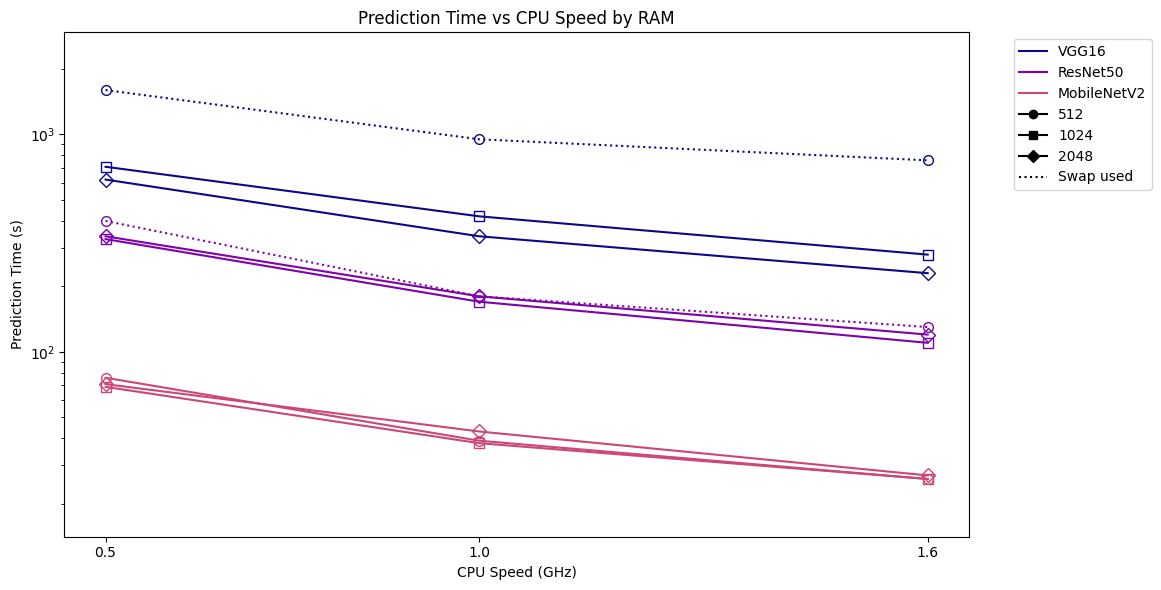 Prediction Time vs CPU Speed by RAM
VGG16
ResNet50
MobileNetV2
512
1024
2048
Swap used
Prediction Time (s)
10³
10²
0.5
1.0
1.6
CPU Speed (GHz)